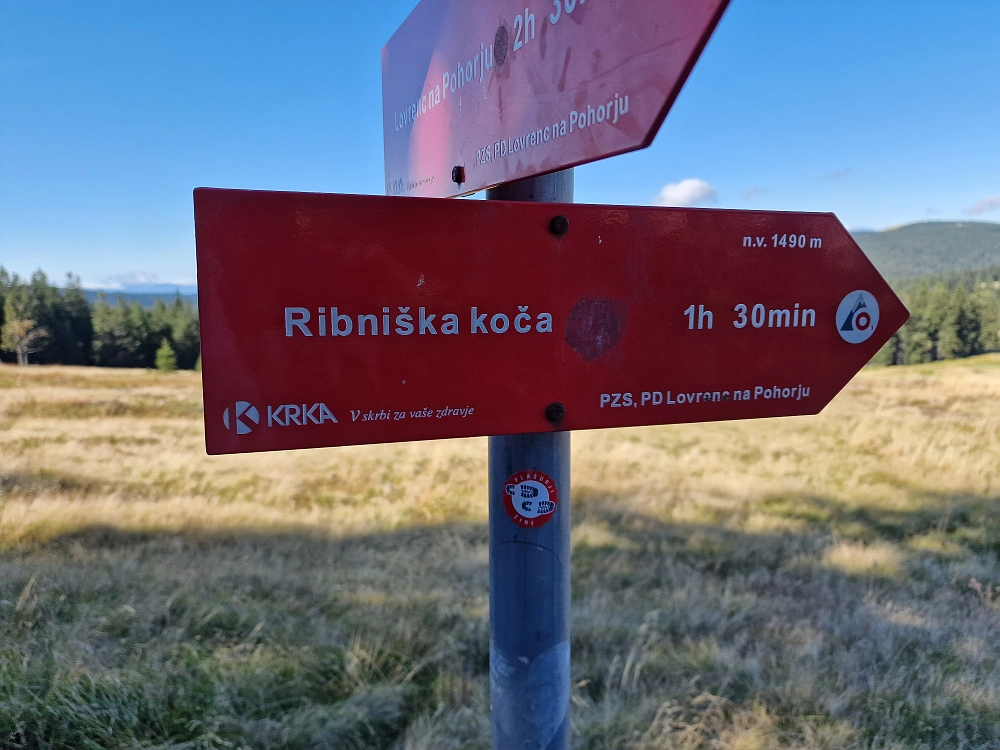 Lovrenc na Pohorju 2h
PZS, PD Lovrenc na Pohorju
n.v. 1490 m
Ribniška koča 1h 30min
KRKA V skrbi za vaše zdravje
PZS, PD Lovrenc na Pohorju